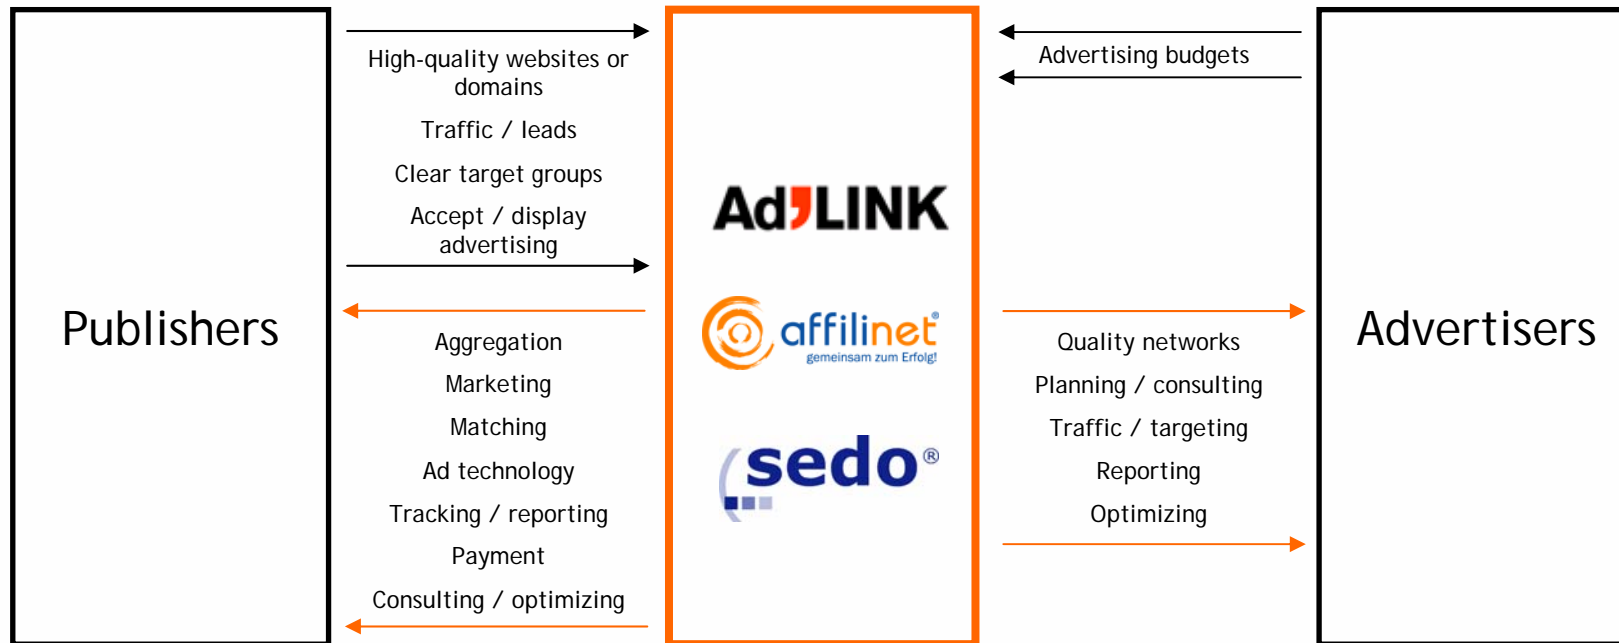 Publishers
High-quality websites or
domains
Traffic / leads
Clear target groups
Accept / display
advertising
Aggregation
Marketing
Matching
Ad technology
Tracking / reporting
Payment
Consulting / optimizing
Ad LINK
affilinet®
gemeinsam zum Erfolg!
sedo®
Advertising budgets
Quality networks
Planning / consulting
Traffic / targeting
Reporting
Optimizing
Advertisers